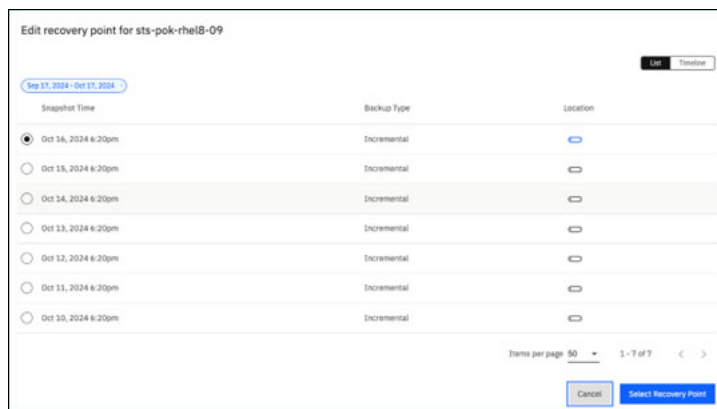 Edit recovery point for sts-pok-rhel8-09
List Timeline
Sep 17, 2024 - Oct 17, 2024
Snapshot Time Backup Type Location
Oct 16, 2024 6:20pm Incremental
Oct 15, 2024 6:20pm Incremental
Oct 14, 2024 6:20pm Incremental
Oct 13, 2024 6:20pm Incremental
Oct 12, 2024 6:20pm Incremental
Oct 11, 2024 6:20pm Incremental
Oct 10, 2024 6:20pm Incremental
Items per page 50 1 - 7 of 7
Cancel Select Recovery Point